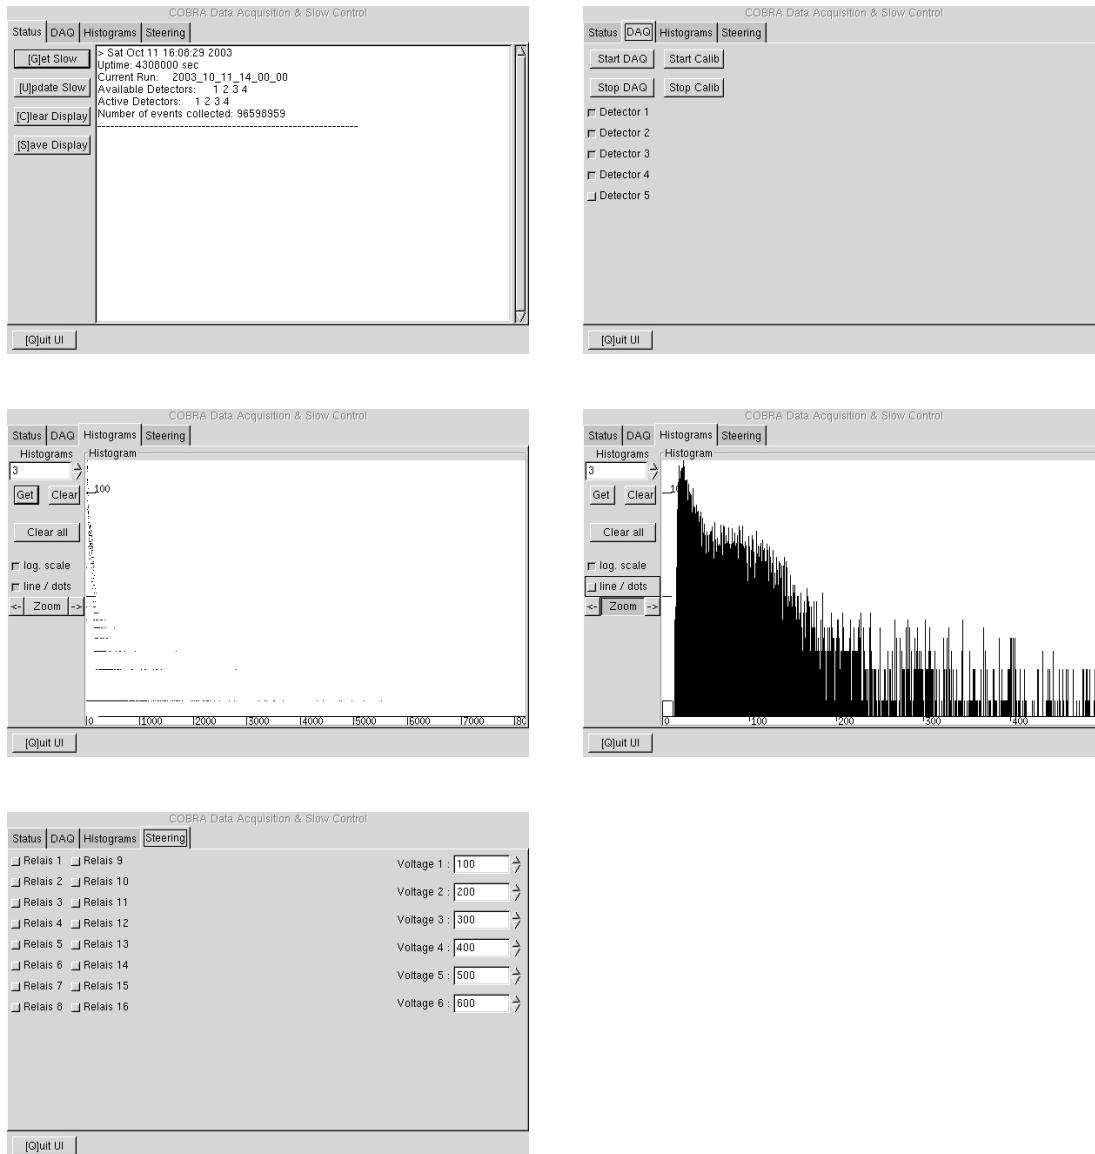 COBRA Data Acquisition & Slow Control
Status DAQ Histograms Steering
[G]et Slow
[U]pdate Slow
[C]lear Display
[S]ave Display
> Sat Oct 11 16:08:29 2003
Uptime: 4308000 sec
Current Run: 2003_10_11_14_00_00
Available Detectors: 1 2 3 4
Active Detectors: 1 2 3 4
Number of events collected: 96598959
--------------------------------------------------------------
[Q]uit UI
COBRA Data Acquisition & Slow Control
Status DAQ Histograms Steering
Start DAQ Start Calib
Stop DAQ Stop Calib
Detector 1
Detector 2
Detector 3
Detector 4
Detector 5
[Q]uit UI
COBRA Data Acquisition & Slow Control
Status DAQ Histograms Steering
Histograms
3
Get Clear
Clear all
log. scale
line / dots
<- Zoom ->
Histogram
100
0 1000 2000 3000 4000 5000 6000 7000 80
[Q]uit UI
COBRA Data Acquisition & Slow Control
Status DAQ Histograms Steering
Histograms
3
Get Clear
Clear all
log. scale
line / dots
<- Zoom ->
Histogram
10
0 100 200 300 400
[Q]uit UI
COBRA Data Acquisition & Slow Control
Status DAQ Histograms Steering
Relais 1 Relais 9
Relais 2 Relais 10
Relais 3 Relais 11
Relais 4 Relais 12
Relais 5 Relais 13
Relais 6 Relais 14
Relais 7 Relais 15
Relais 8 Relais 16
Voltage 1 : 100
Voltage 2 : 200
Voltage 3 : 300
Voltage 4 : 400
Voltage 5 : 500
Voltage 6 : 600
[Q]uit UI